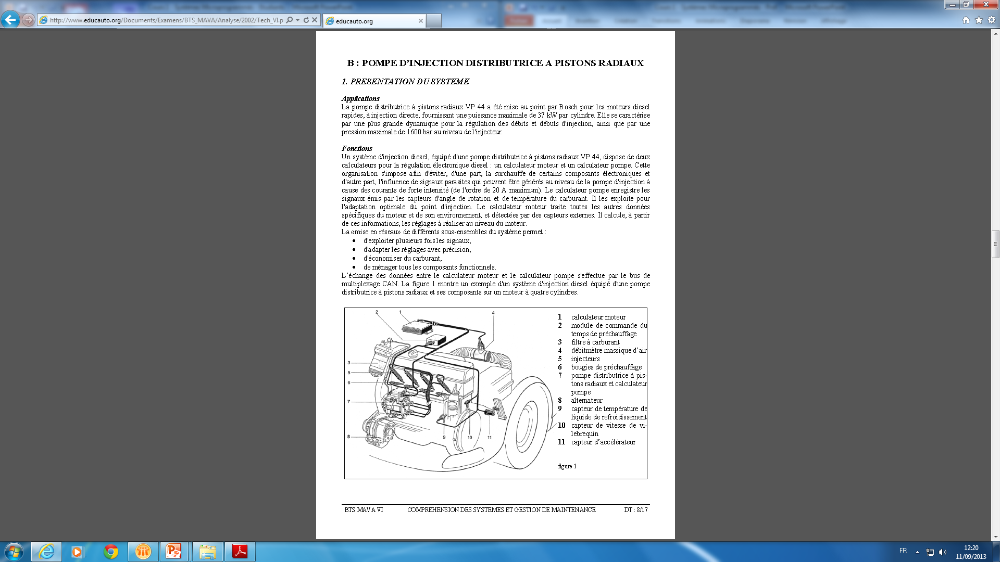 http://www.educauto.org/Documents/Examens/BTS_MAVA/Analyse/2002/Tech_VI.p
educauto.org
B : POMPE D’INJECTION DISTRIBUTRICE A PISTONS RADIAUX
1. PRESENTATION DU SYSTEME
Applications
La pompe distributrice à pistons radiaux VP 44 a été mise au point par Bosch pour les moteurs diesel
rapides, à injection directe, fournissant une puissance maximale de 37 kW par cylindre. Elle se caractérise
par une plus grande dynamique pour la régulation des débits et débuts d'injection, ainsi que par une
pression maximale de 1600 bar au niveau de l'injecteur.
Fonctions
Un système d'injection diesel, équipé d'une pompe distributrice à pistons radiaux VP 44, dispose de deux
calculateurs pour la régulation électronique diesel : un calculateur moteur et un calculateur pompe. Cette
organisation s'impose afin d'éviter, d'une part, la surchauffe de certains composants électroniques et
d'autre part, l'influence de signaux parasites qui peuvent être générés au niveau de la pompe d'injection à
cause des courants de forte intensité (de l'ordre de 20 A maximum). Le calculateur pompe enregistre les
signaux émis par les capteurs d'angle de rotation et de température du carburant. Il les exploite pour
l'adaptation optimale du point d'injection. Le calculateur moteur traite toutes les autres données
spécifiques du moteur et de son environnement, et détectées par des capteurs externes. Il calcule, à partir
de ces informations, les réglages à réaliser au niveau du moteur.
La «mise en réseau» de différents sous-ensembles du système permet :
• d'exploiter plusieurs fois les signaux,
• d'adapter les réglages avec précision,
• d'économiser du carburant,
• de ménager tous les composants fonctionnels.
L’échange des données entre le calculateur moteur et le calculateur pompe s'effectue par le bus de
multiplexage CAN. La figure 1 montre un exemple d'un système d'injection diesel équipé d'une pompe
distributrice à pistons radiaux et ses composants sur un moteur à quatre cylindres.
2 1 4
3
5
6
7
8
9 10 11
1 calculateur moteur
2 module de commande du
temps de préchauffage
3 filtre à carburant
4 débitmètre massique d’air
5 injecteurs
6 bougies de préchauffage
7 pompe distributrice à pis-
tons radiaux et calculateur
pompe
8 alternateur
9 capteur de température de
liquide de refroidissement
10 capteur de vitesse de vi-
lebrequin
11 capteur d’accélérateur
figure 1
BTS MAVA VI COMPREHENSION DES SYSTEMES ET GESTION DE MAINTENANCE DT : 8/17
FR
12:20
11/09/2013